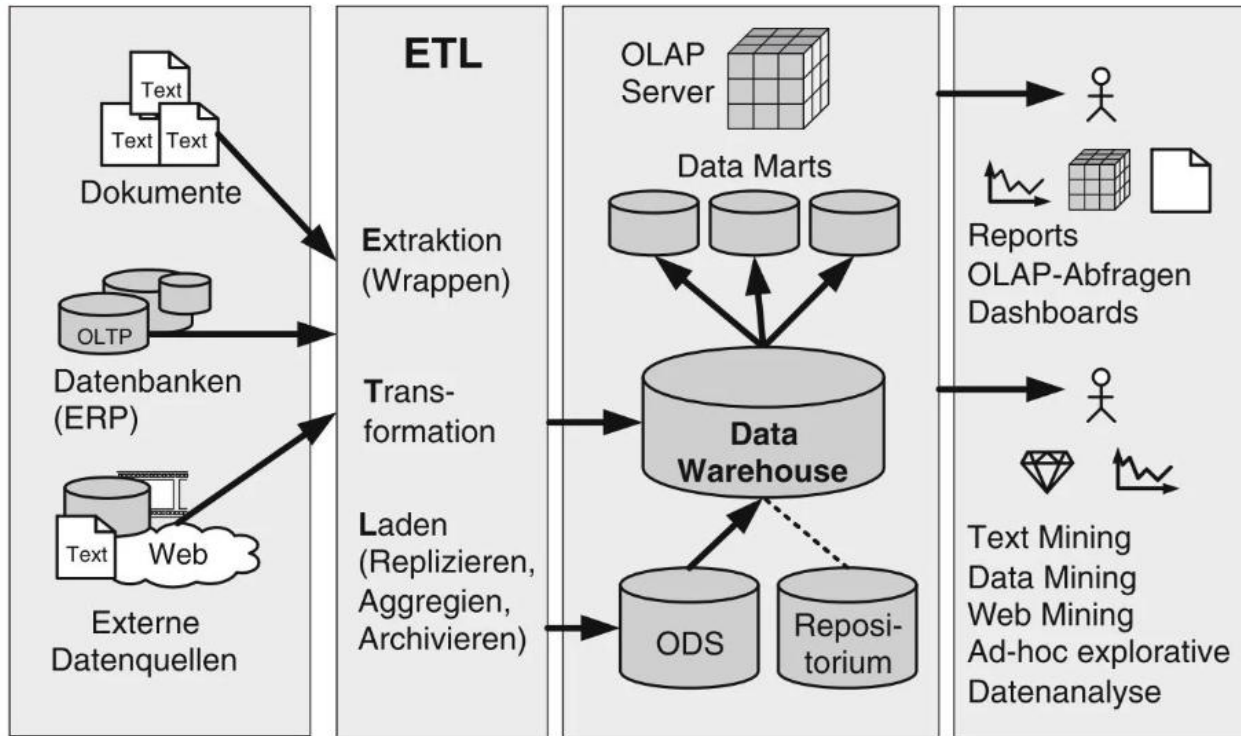 Text
Text
Text
Dokumente
OLTP
Datenbanken
(ERP)
Text
Web
Externe
Datenquellen
ETL
Extraktion
(Wrappen)
Trans-
formation
Laden
(Replizieren,
Aggregien,
Archivieren)
OLAP
Server
Data Marts
Data
Warehouse
ODS
Reposi-
torium
Reports
OLAP-Abfragen
Dashboards
Text Mining
Data Mining
Web Mining
Ad-hoc explorative
Datenanalyse